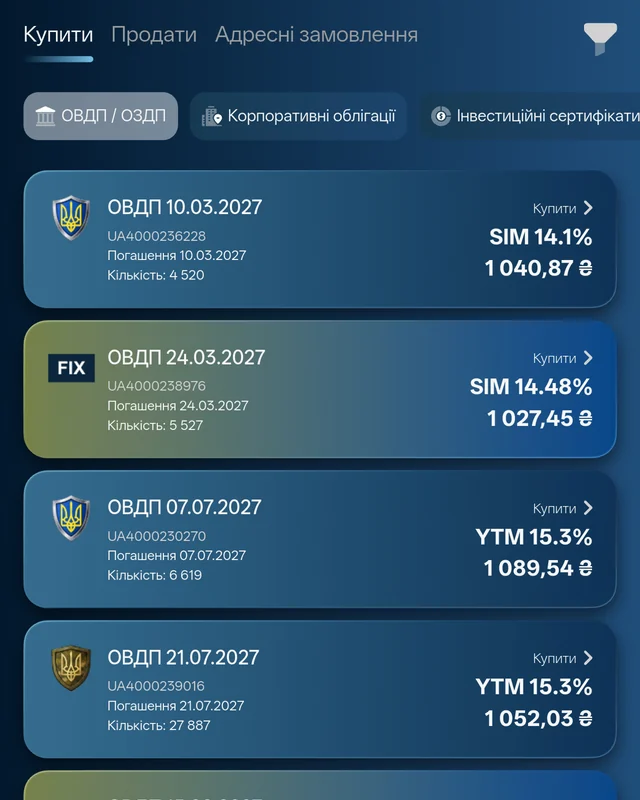 Купити Продати Адресні замовлення
ОВДП / ОЗДП Корпоративні облігації Інвестиційні сертифікати
ОВДП 10.03.2027 Купити
UA4000236228 SIM 14.1%
Погашення 10.03.2027
Кількість: 4 520 1 040,87 ₴
FIX ОВДП 24.03.2027 Купити
UA4000238976 SIM 14.48%
Погашення 24.03.2027
Кількість: 5 527 1 027,45 ₴
ОВДП 07.07.2027 Купити
UA4000230270 YTM 15.3%
Погашення 07.07.2027
Кількість: 6 619 1 089,54 ₴
ОВДП 21.07.2027 Купити
UA4000239016 YTM 15.3%
Погашення 21.07.2027
Кількість: 27 887 1 052,03 ₴